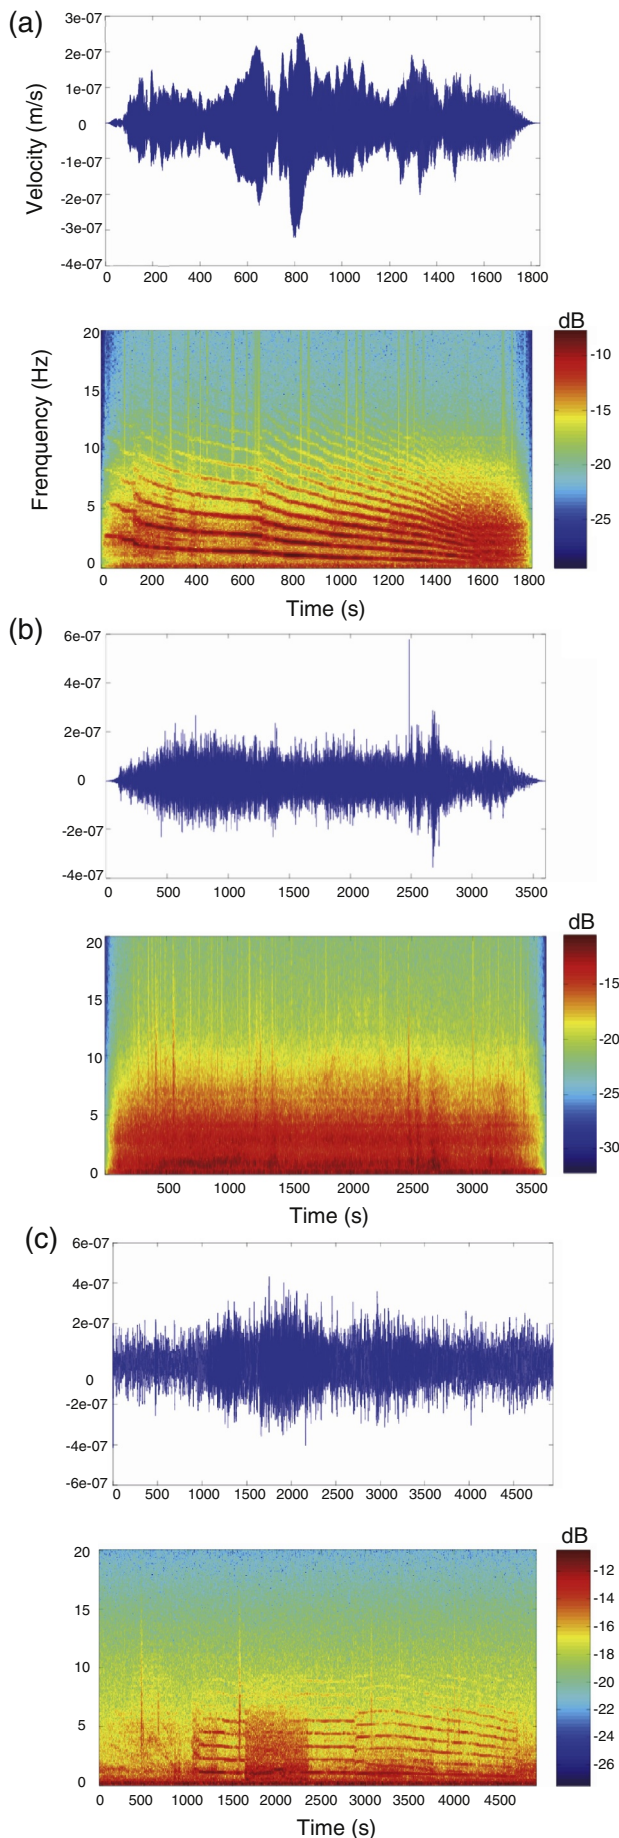 (a)
3e-07
2e-07
1e-07
0
-1e-07
-2e-07
-3e-07
-4e-07
Velocity (m/s)
0 200 400 600 800 1000 1200 1400 1600 1800
dB
20
15
10
5
0
Frenquency (Hz)
-10
-15
-20
-25
0 200 400 600 800 1000 1200 1400 1600 1800
Time (s)
(b)
6e-07
4e-07
2e-07
0
-2e-07
-4e-07
0 500 1000 1500 2000 2500 3000 3500
dB
20
15
10
5
0
-15
-20
-25
-30
500 1000 1500 2000 2500 3000 3500
Time (s)
(c)
6e-07
4e-07
2e-07
0
-2e-07
-4e-07
-6e-07
0 500 1000 1500 2000 2500 3000 3500 4000 4500
dB
20
15
10
5
0
-12
-14
-16
-18
-20
-22
-24
-26
0 500 1000 1500 2000 2500 3000 3500 4000 4500
Time (s)